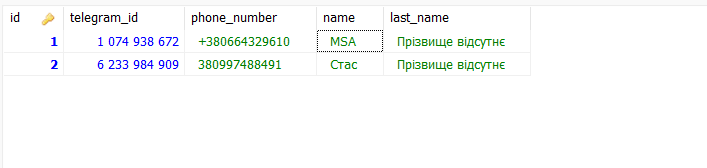 id telegram_id phone_number name last_name
1 1 074 938 672 +380664329610 MSA Прізвище відсутнє
2 6 233 984 909 380997488491 Стас Прізвище відсутнє